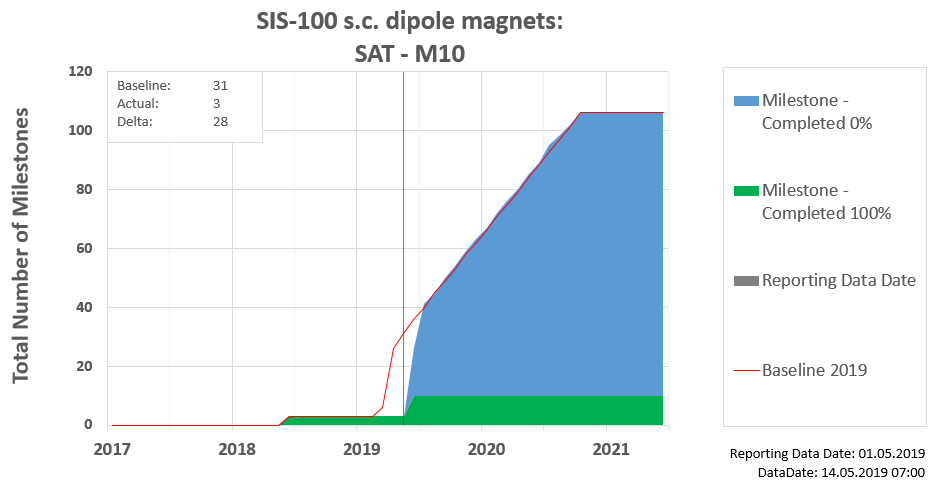 SIS-100 s.c. dipole magnets:
SAT - M10
Baseline: 31
Actual: 3
Delta: 28
Total Number of Milestones
120
100
80
60
40
20
0
2017 2018 2019 2020 2021
Milestone -
Completed 0%
Milestone -
Completed 100%
Reporting Data Date
Baseline 2019
Reporting Data Date: 01.05.2019
DataDate: 14.05.2019 07:00